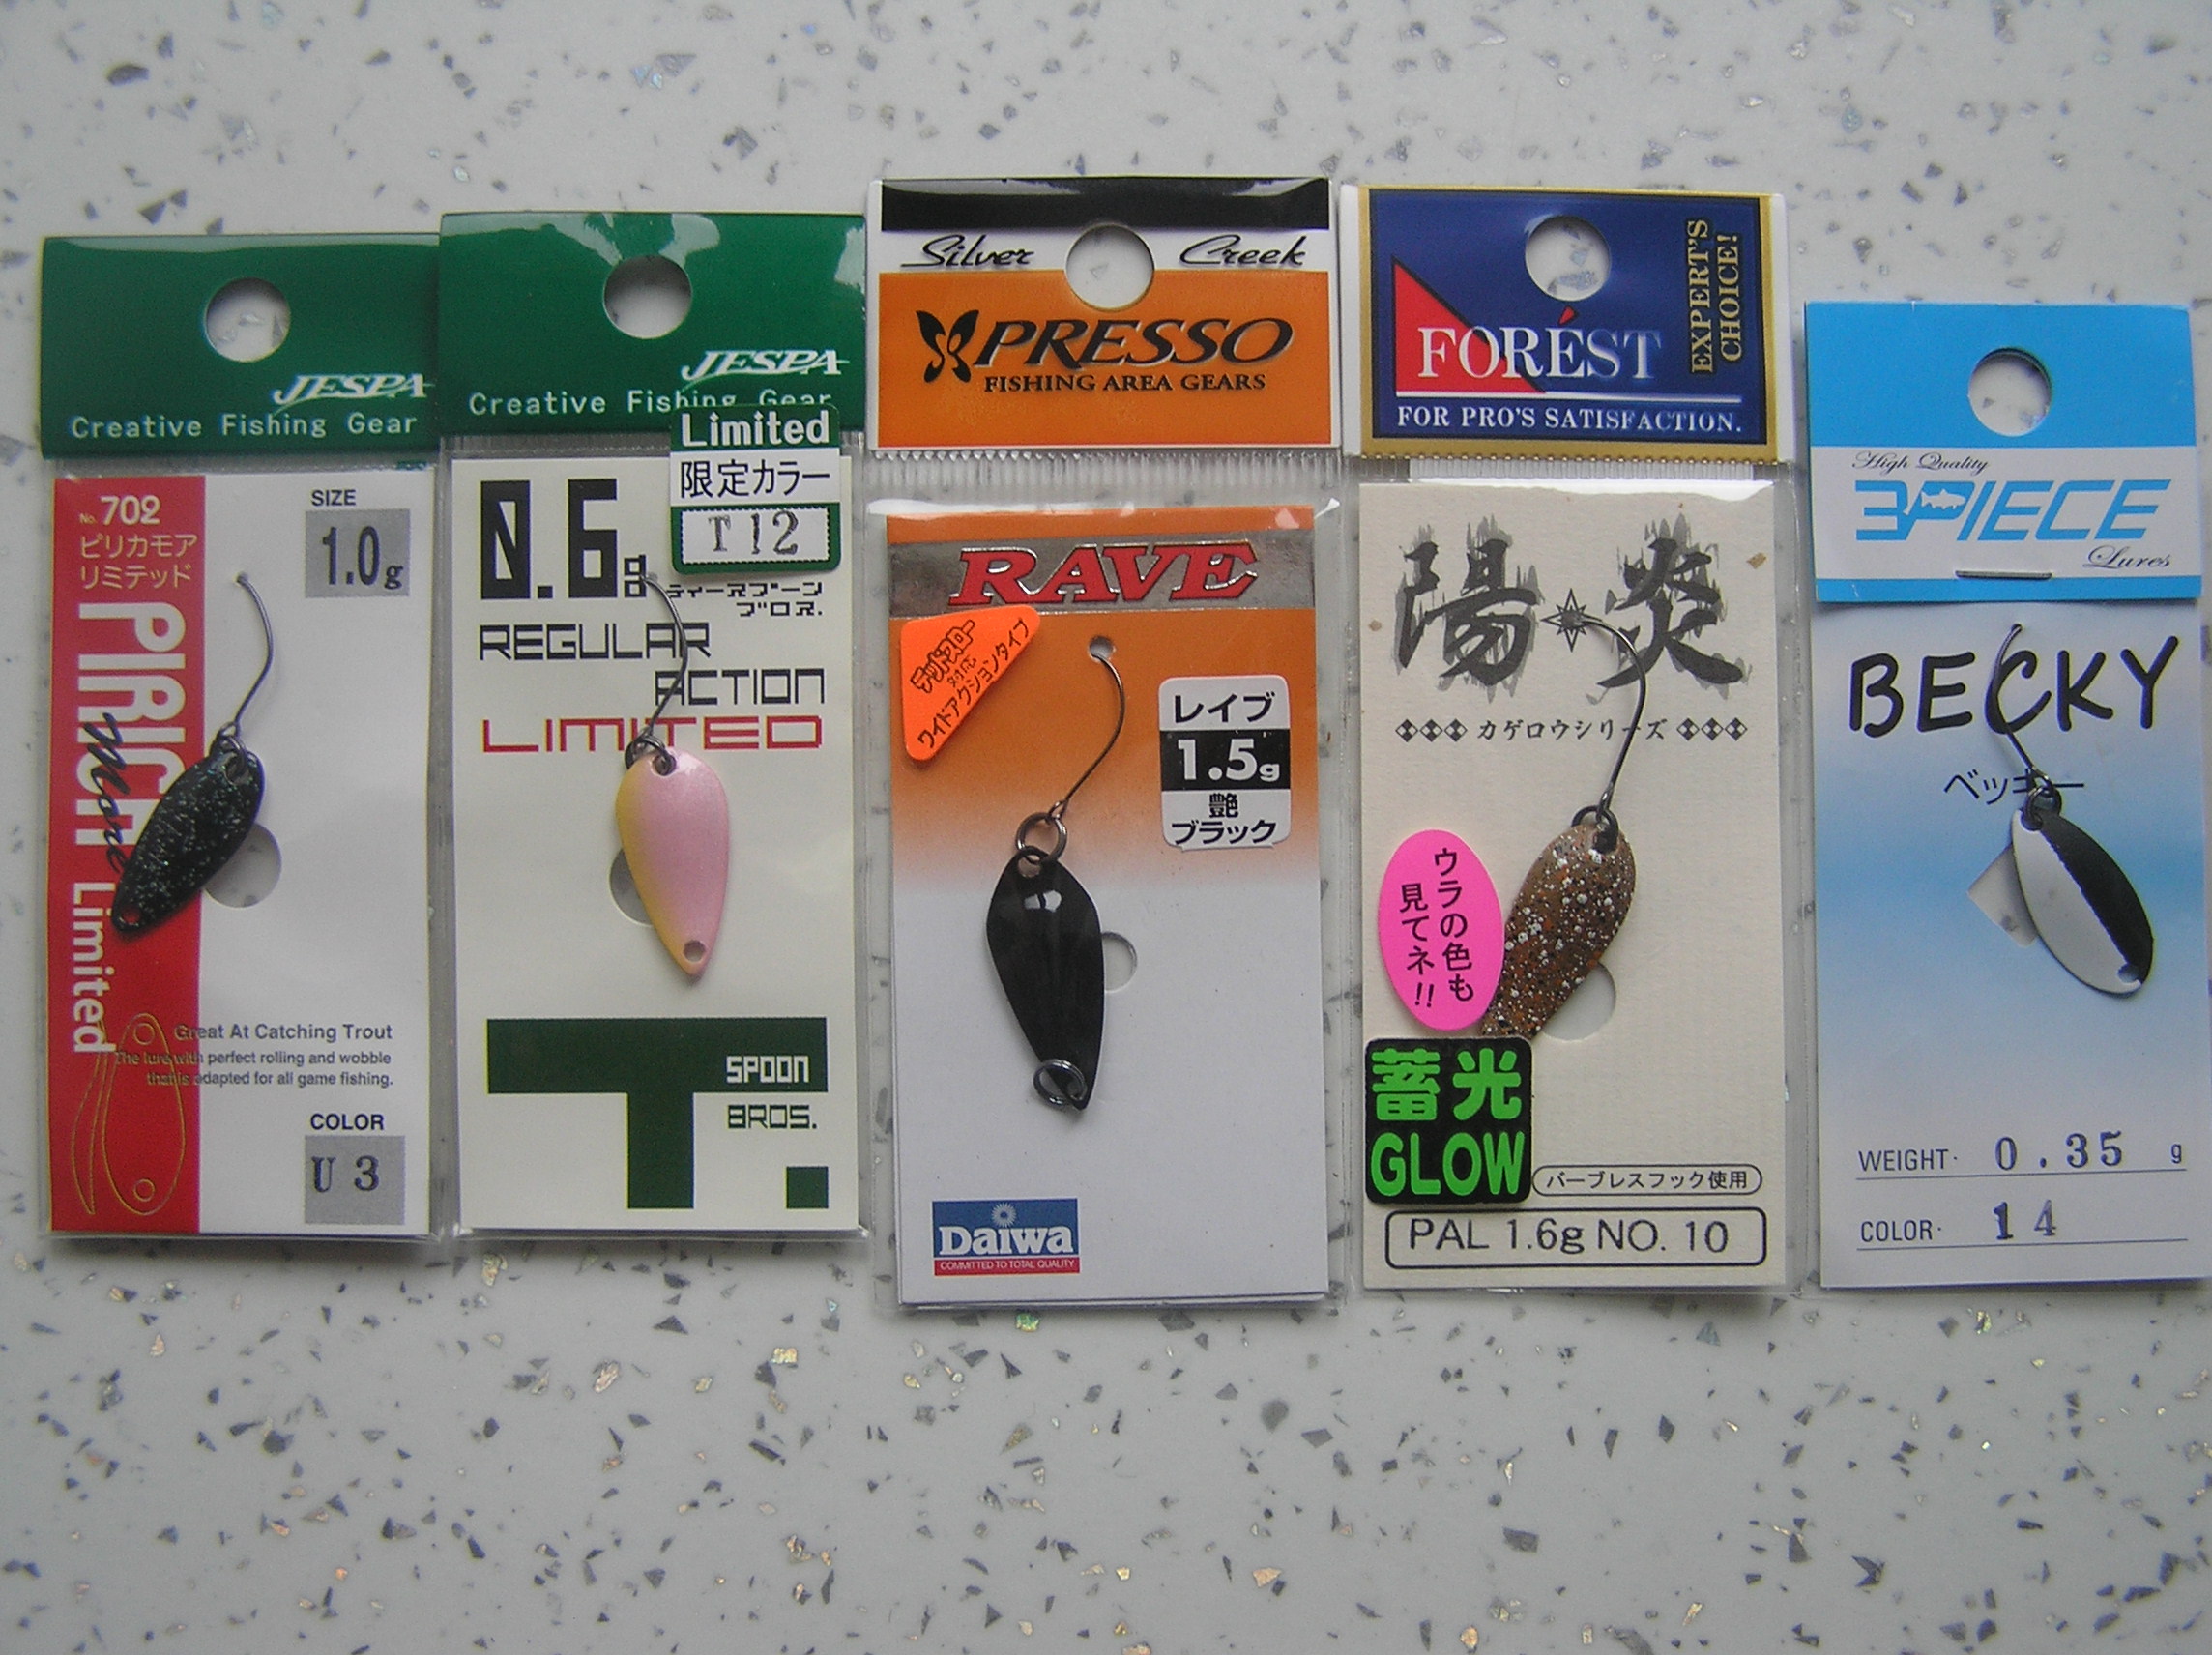 JESPA
Creative Fishing Gear
No. 702
ピリカモア
リミテッド
PIRICA
More
Limited
SIZE
1.0g
Great At Catching Trout
The lure with perfect rolling and wobble
that is adapted for all game fishing.
COLOR
U 3
JESPA
Creative Fishing Gear
Limited
限定カラー
T 12
0.6g
ティースプーン
ブロス.
REGULAR
ACTION
LIMITED
T.
SPOON
BROS.
Silver Creek
PRESSO
FISHING AREA GEARS
RAVE
対応
ワイドアクションタイプ
レイブ
1.5g
艶
ブラック
Daiwa
COMMITTED TO TOTAL QUALITY
FORÉST
EXPERT'S
CHOICE!
FOR PRO'S SATISFACTION.
陽炎
カゲロウシリーズ
ウラの色も
見てネ!!
蓄光
GLOW
バーブレスフック使用
PAL 1.6g NO. 10
High Quality
3PIECE
Lures
BECKY
ベッキー
WEIGHT· 0.35 g
COLOR· 14